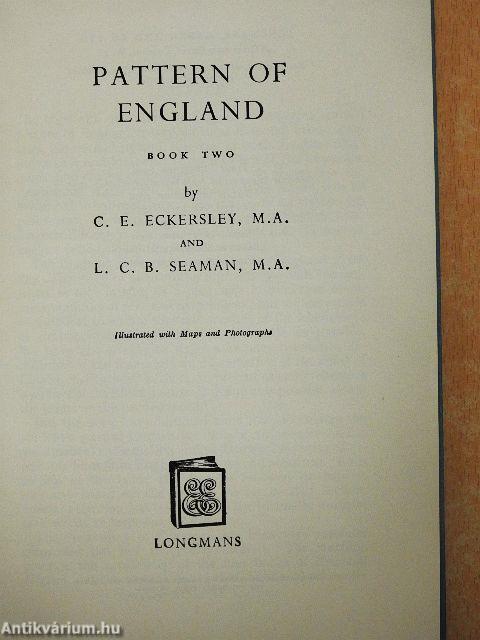 PATTERN OF
ENGLAND
BOOK TWO
by
C. E. ECKERSLEY, M.A.
AND
L. C. B. SEAMAN, M.A.
Illustrated with Maps and Photographs
LONGMANS
Antikvárium.hu